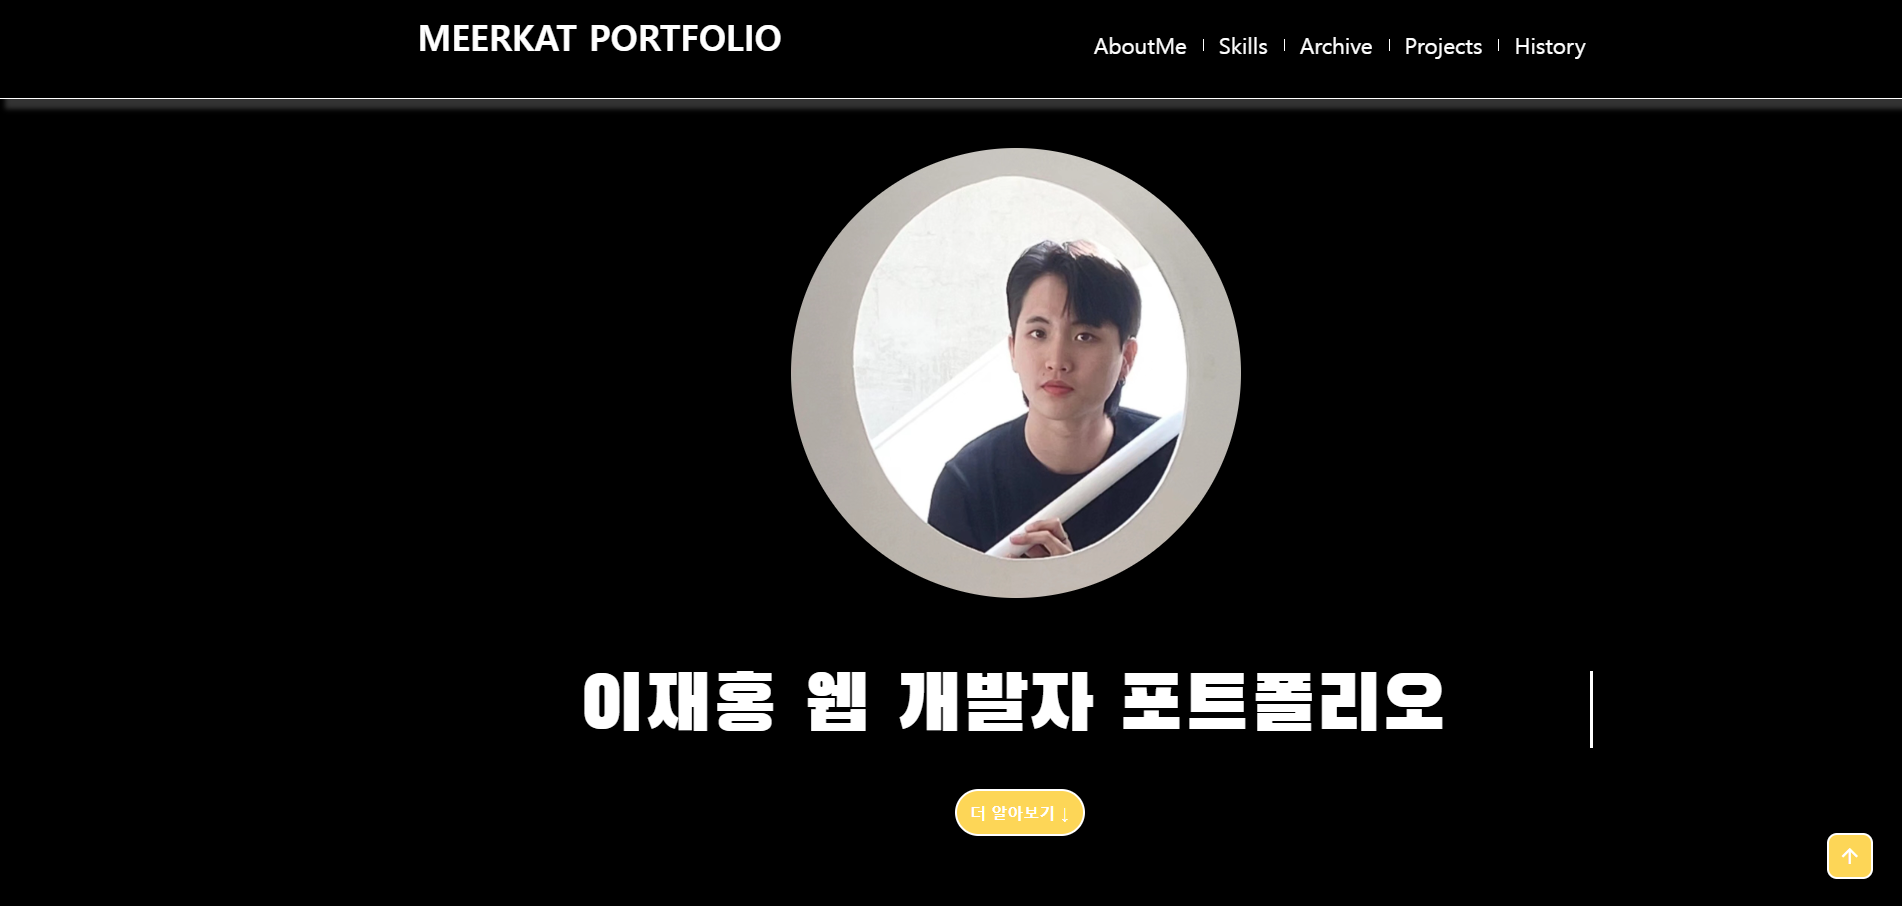 MEERKAT PORTFOLIO
AboutMe | Skills | Archive | Projects | History
이재홍 웹 개발자 포트폴리오
더 알아보기 ↓